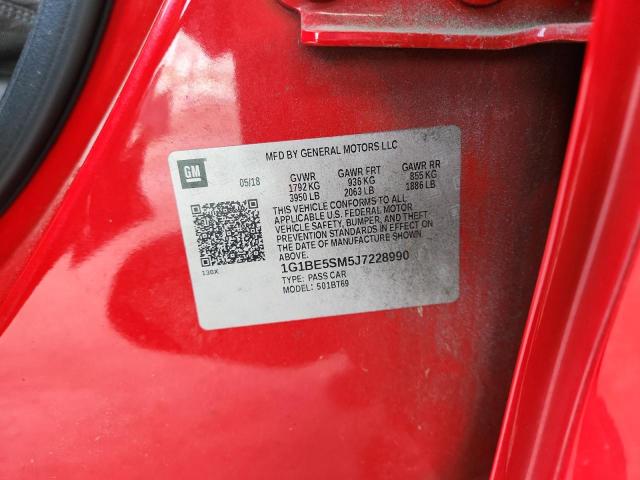 MFD BY GENERAL MOTORS LLC
GM
05/18
GVWR GAWR FRT GAWR RR
1792 KG 936 KG 855 KG
3950 LB 2063 LB 1886 LB
THIS VEHICLE CONFORMS TO ALL
APPLICABLE U.S. FEDERAL MOTOR
VEHICLE SAFETY, BUMPER, AND THEFT
PREVENTION STANDARDS IN EFFECT ON
THE DATE OF MANUFACTURE SHOWN
ABOVE.
1G1BE5SM5J7228990
130X
TYPE: PASS CAR
MODEL: 501BT69